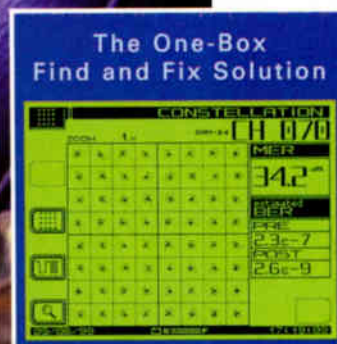 The One-Box
Find and Fix Solution
CONSTELLATION
ZOOM 1x
CH 070
MER
34.2
estimated
BER
PRE
2.3e-7
POST
2.6e-9